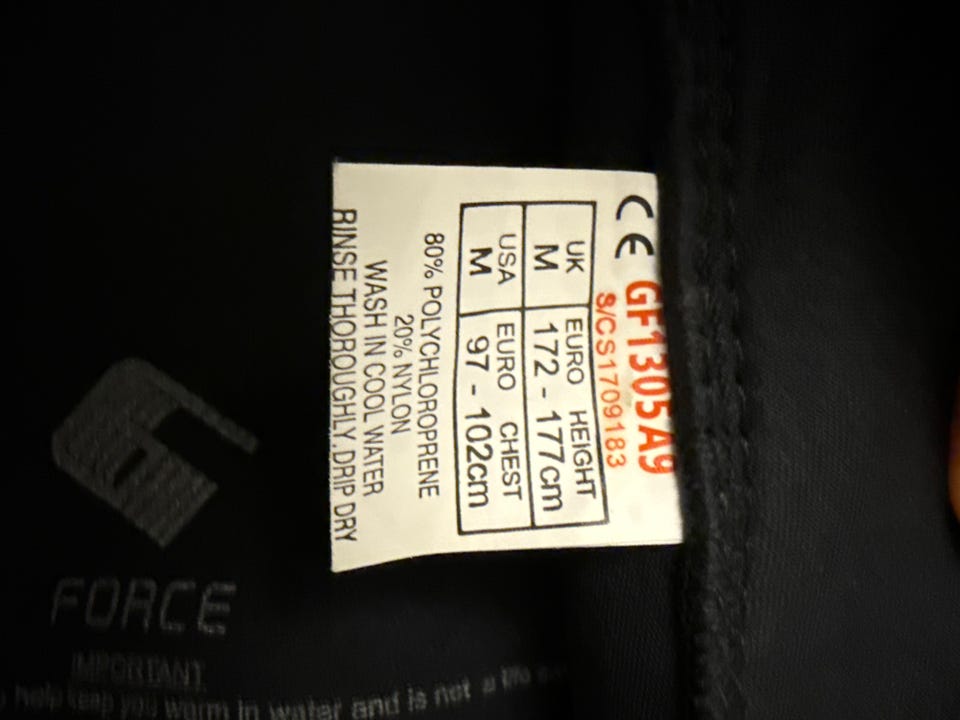 CE GF1305A9
S/CS1709183
UK EURO HEIGHT
M 172 - 177cm
USA EURO CHEST
M 97 - 102cm
80% POLYCHLOROPRENE
20% NYLON
WASH IN COOL WATER
RINSE THOROUGHLY.DRIP DRY
FORCE
IMPORTANT
help keep you warm in water and is not a life